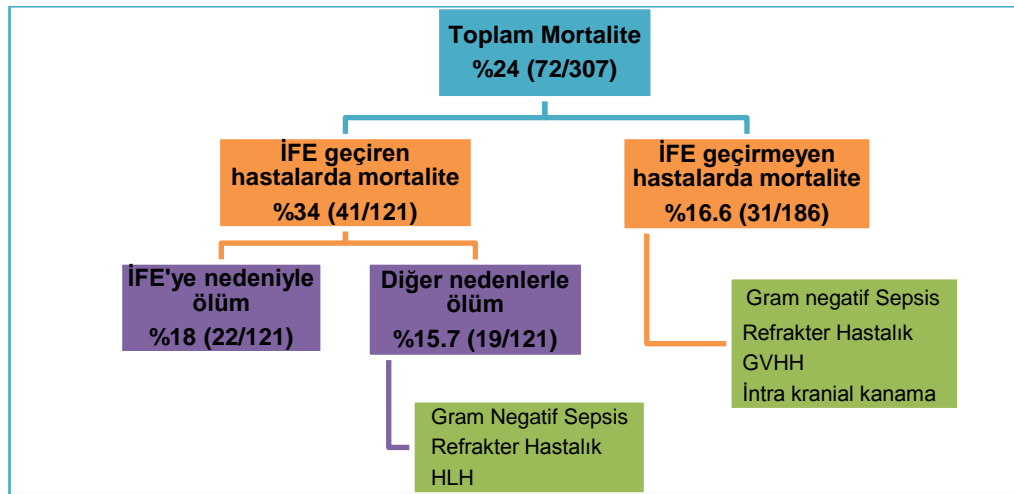 Toplam Mortalite
%24 (72/307)
İFE geçiren
hastalarda mortalite
%34 (41/121)
İFE geçirmeyen
hastalarda mortalite
%16.6 (31/186)
İFE'ye nedeniyle
ölüm
%18 (22/121)
Diğer nedenlerle
ölüm
%15.7 (19/121)
Gram negatif Sepsis
Refrakter Hastalık
GVHH
İntra kranial kanama
Gram Negatif Sepsis
Refrakter Hastalık
HLH